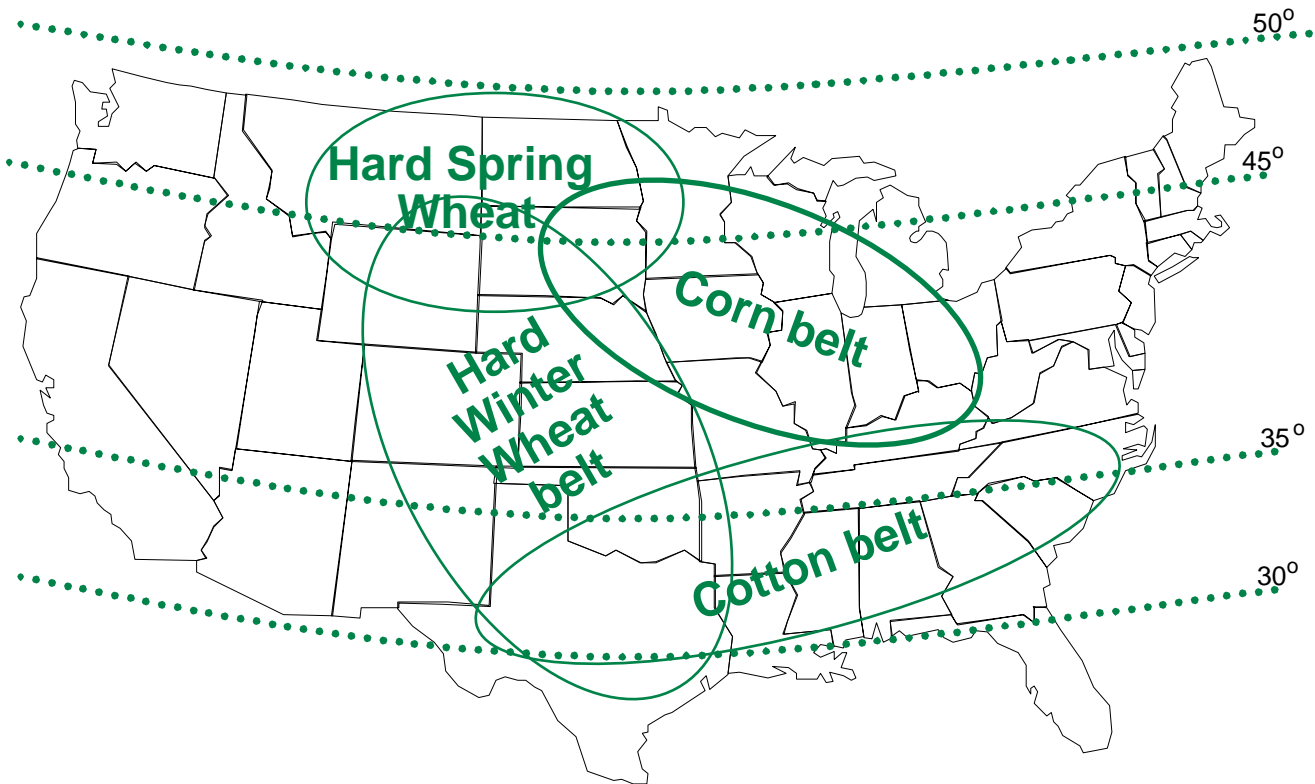 50°
Hard Spring
Wheat
45°
Corn belt
Hard
Winter
Wheat
belt
35°
Cotton belt
30°